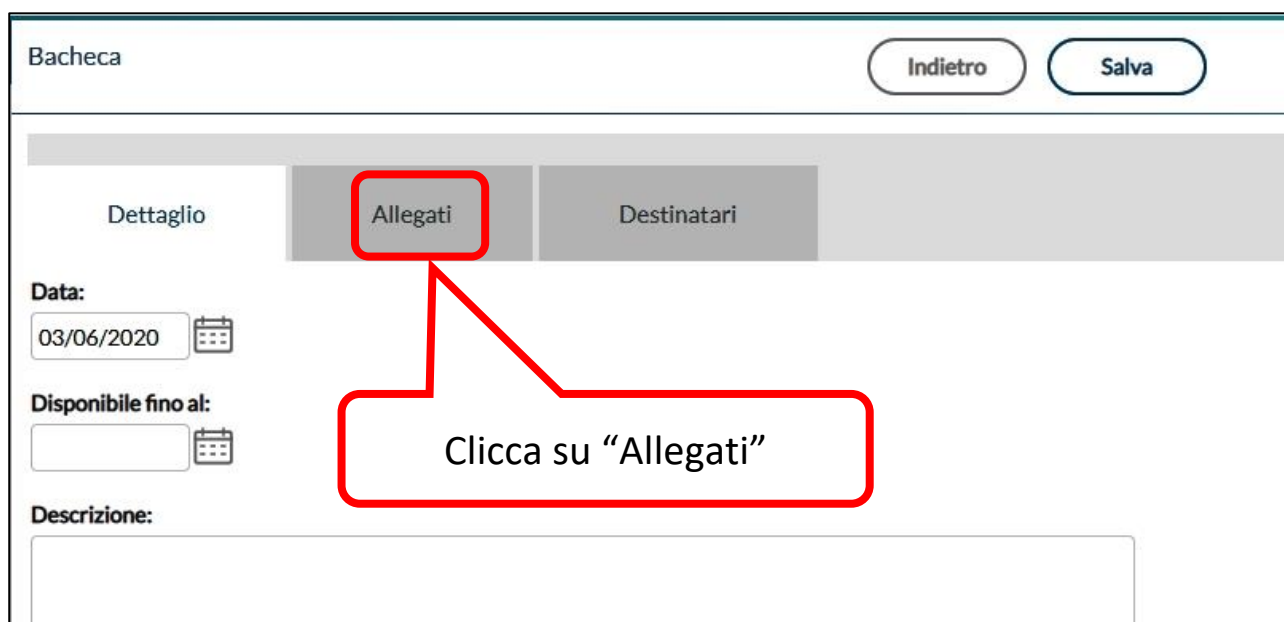 Bacheca
Indietro
Salva
Dettaglio
Allegati
Destinatari
Data:
03/06/2020
Disponibile fino al:
Clicca su “Allegati”
Descrizione: